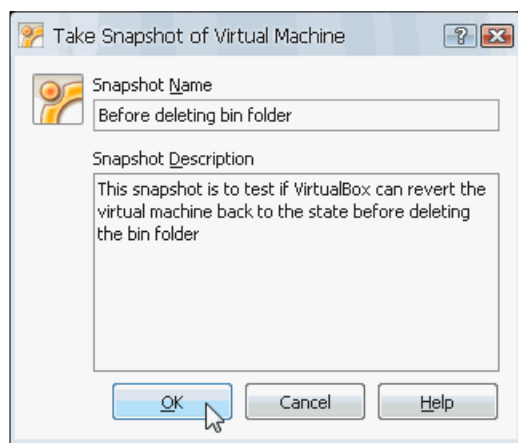 Take Snapshot of Virtual Machine
Snapshot Name
Before deleting bin folder
Snapshot Description
This snapshot is to test if VirtualBox can revert the
virtual machine back to the state before deleting
the bin folder
OK
Cancel
Help